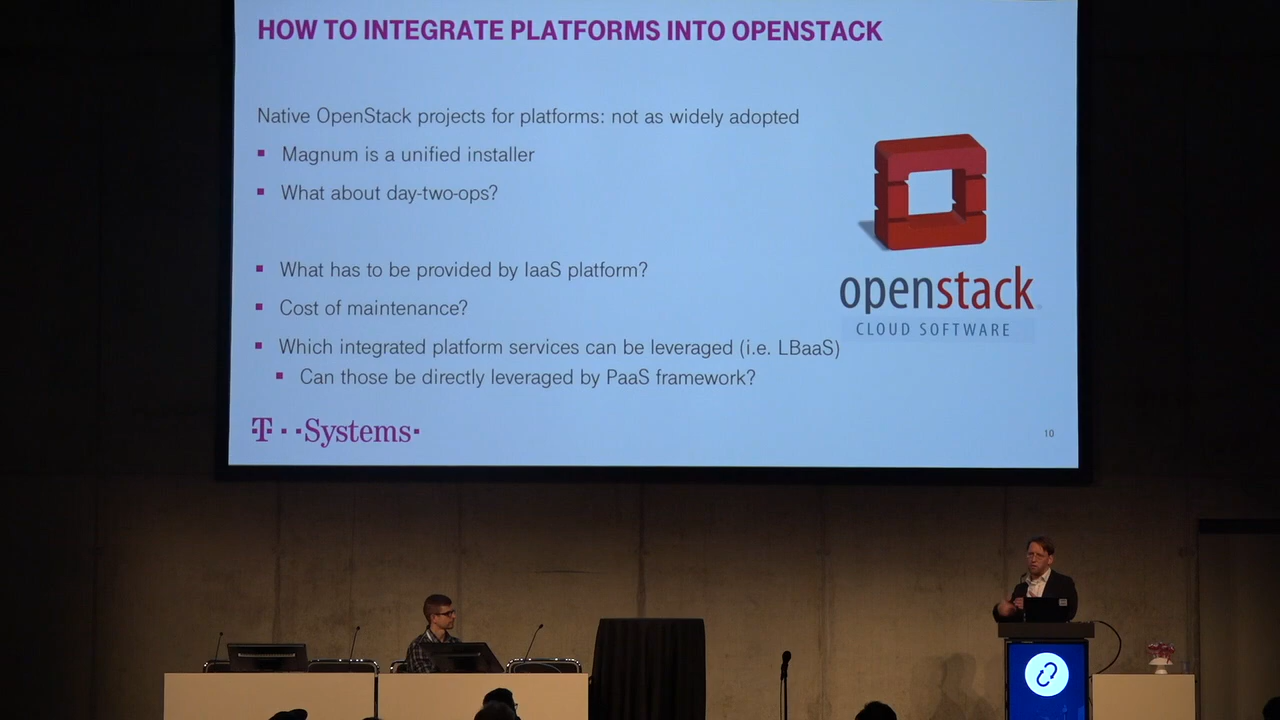 HOW TO INTEGRATE PLATFORMS INTO OPENSTACK
Native OpenStack projects for platforms: not as widely adopted
Magnum is a unified installer
What about day-two-ops?
What has to be provided by IaaS platform?
Cost of maintenance?
Which integrated platform services can be leveraged (i.e. LBaaS)
Can those be directly leveraged by PaaS framework?
openstack
CLOUD SOFTWARE
T··Systems·
10